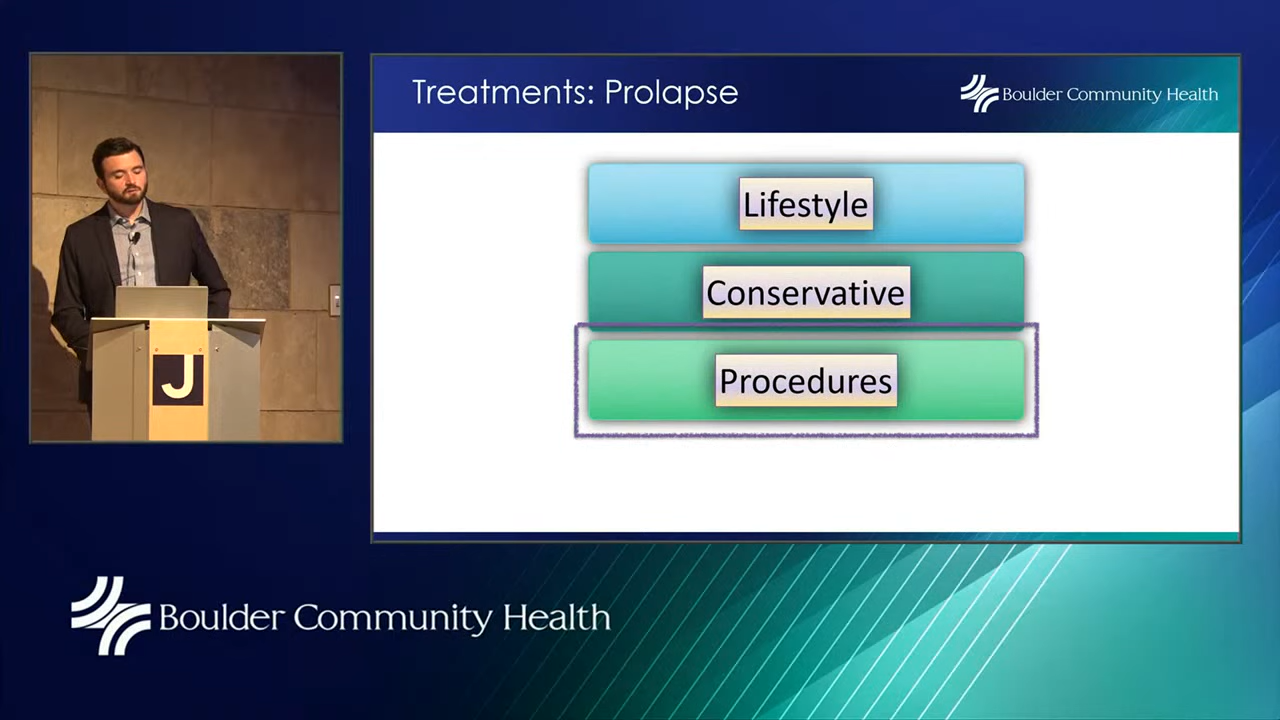 Treatments: Prolapse
Boulder Community Health
Lifestyle
Conservative
Procedures
J
Boulder Community Health